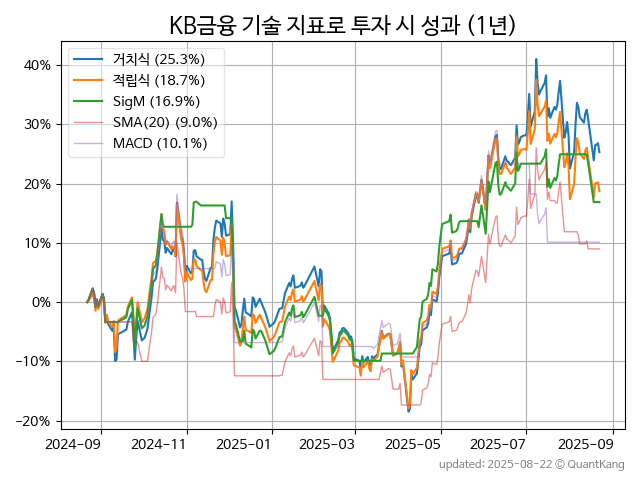 KB금융 기술 지표로 투자 시 성과 (1년)
거치식 (25.3%)
적립식 (18.7%)
SigM (16.9%)
SMA(20) (9.0%)
MACD (10.1%)
40%
30%
20%
10%
0%
−10%
−20%
2024-09 2024-11 2025-01 2025-03 2025-05 2025-07 2025-09
updated: 2025-08-22 © QuantKang